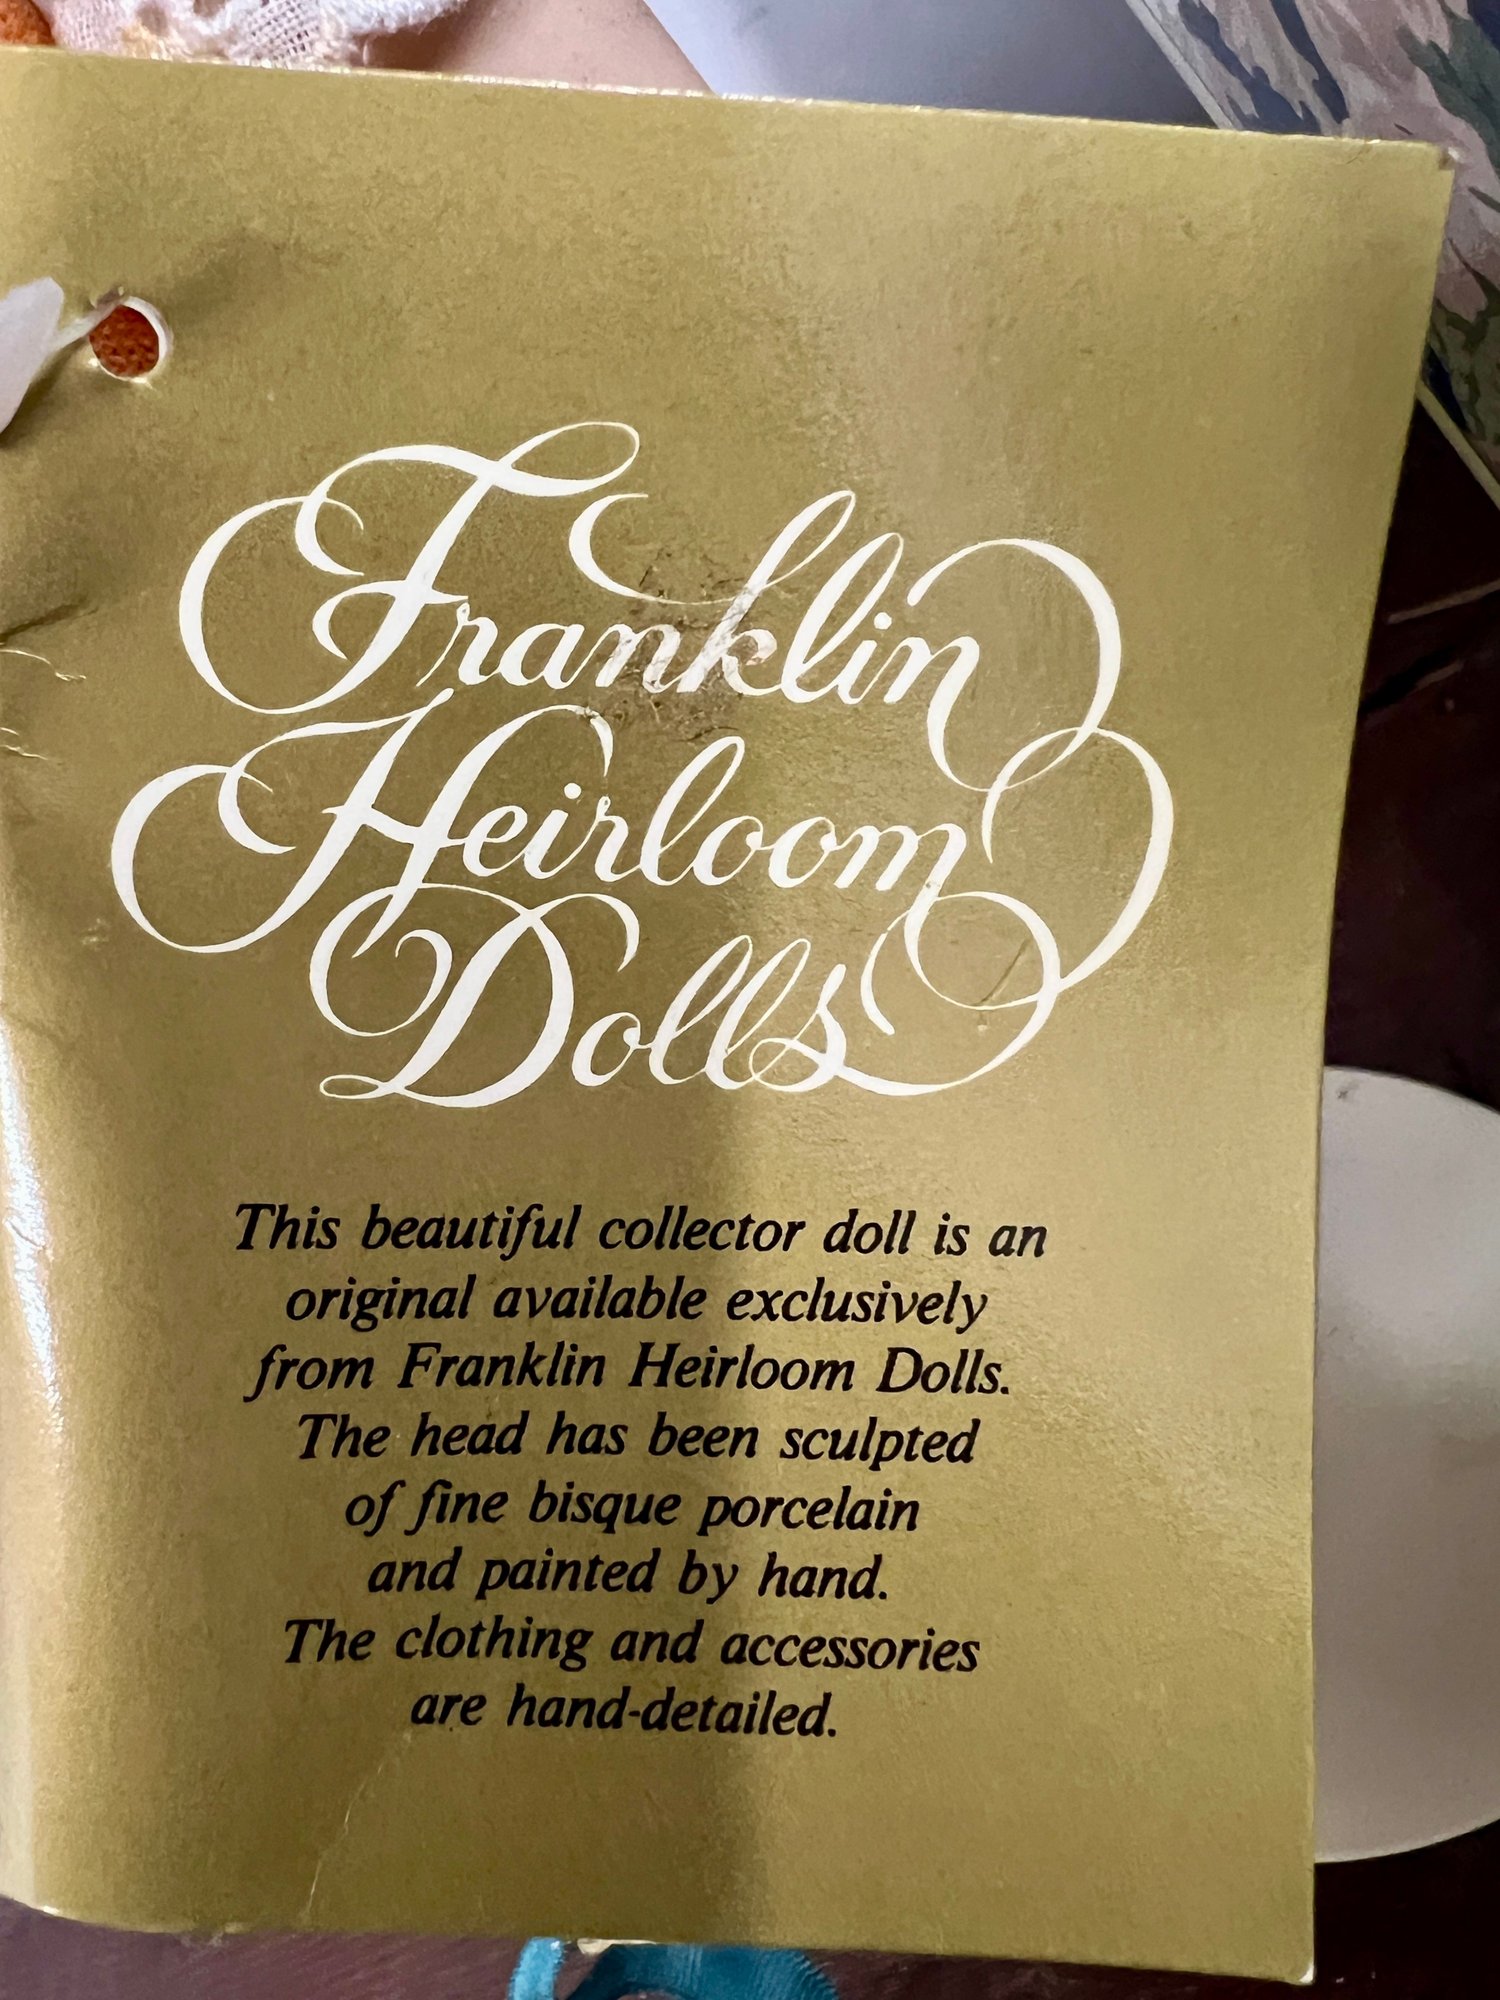 Franklin
Heirloom
Dolls
This beautiful collector doll is an
original available exclusively
from Franklin Heirloom Dolls.
The head has been sculpted
of fine bisque porcelain
and painted by hand.
The clothing and accessories
are hand-detailed.